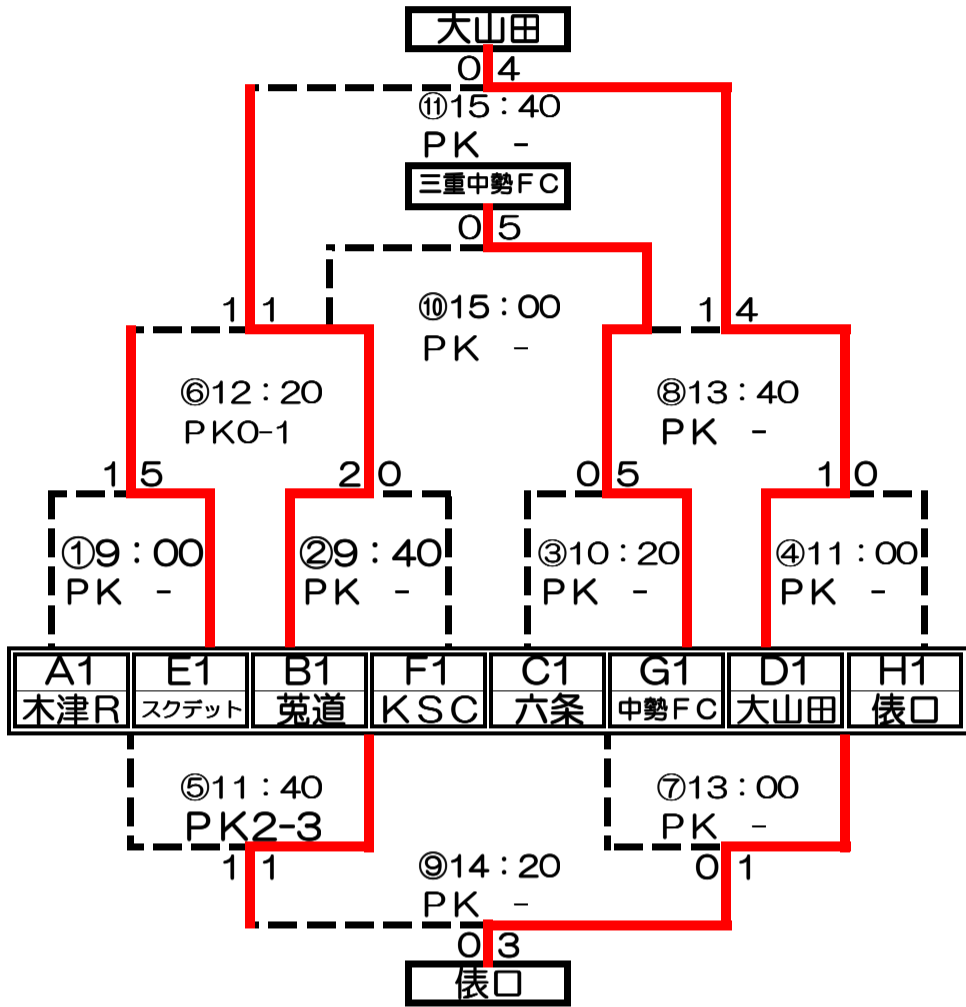 大山田
0 4
⑪15：40
PK -
三重中勢FC
0 5
⑩15：00
PK -
1 1
1 4
⑥12：20
PK0-1
⑧13：40
PK -
1 5
2 0
0 5
1 0
①9：00
PK -
②9：40
PK -
③10：20
PK -
④11：00
PK -
A1 E1 B1 F1 C1 G1 D1 H1
木津R スクデット 莵道 KSC 六条 中勢FC 大山田 俵口
⑤11：40
PK2-3
⑦13：00
PK -
1 1
0 1
⑨14：20
PK -
0 3
俵口